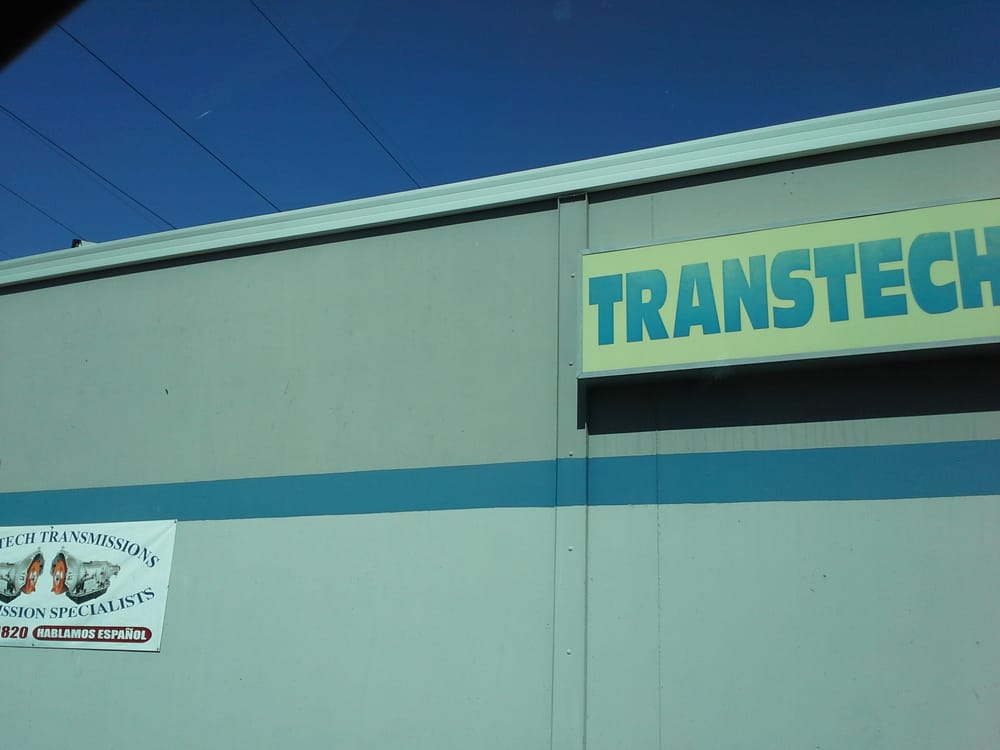 TRANSTECH
TECH TRANSMISSIONS
SSION SPECIALISTS
820 HABLAMOS ESPAÑOL